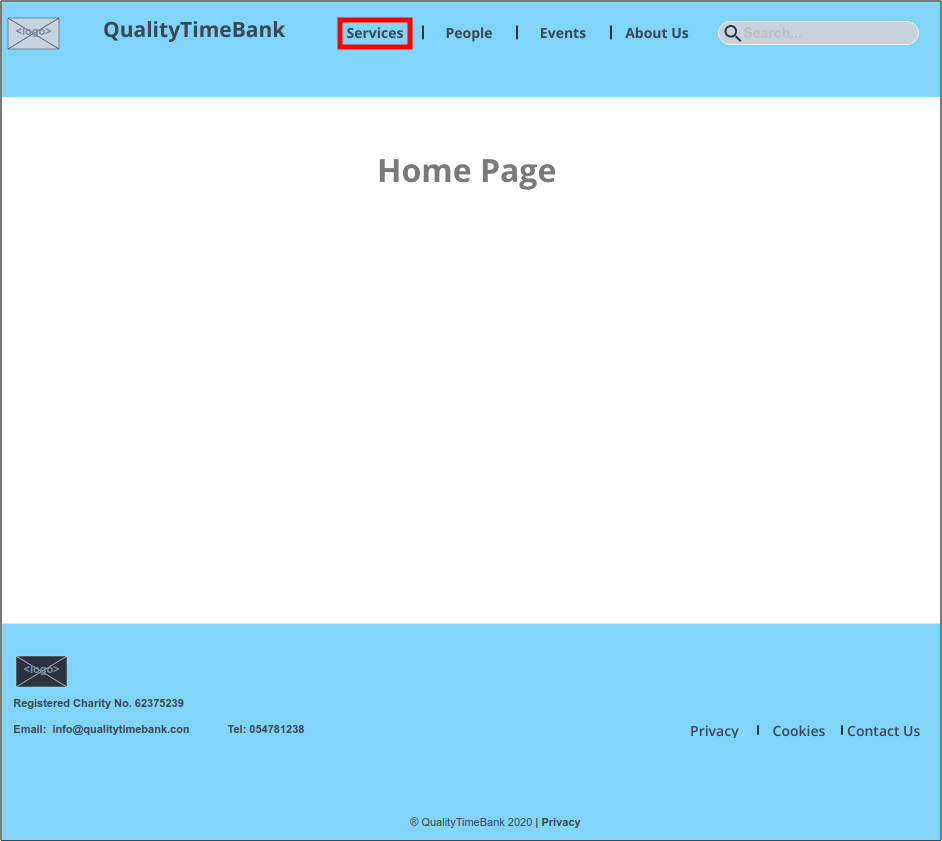 <logo>
QualityTimeBank
Services | People | Events | About Us
Search...
Home Page
<logo>
Registered Charity No. 62375239
Email: info@qualitytimebank.con
Tel: 054781238
Privacy | Cookies | Contact Us
® QualityTimeBank 2020 | Privacy